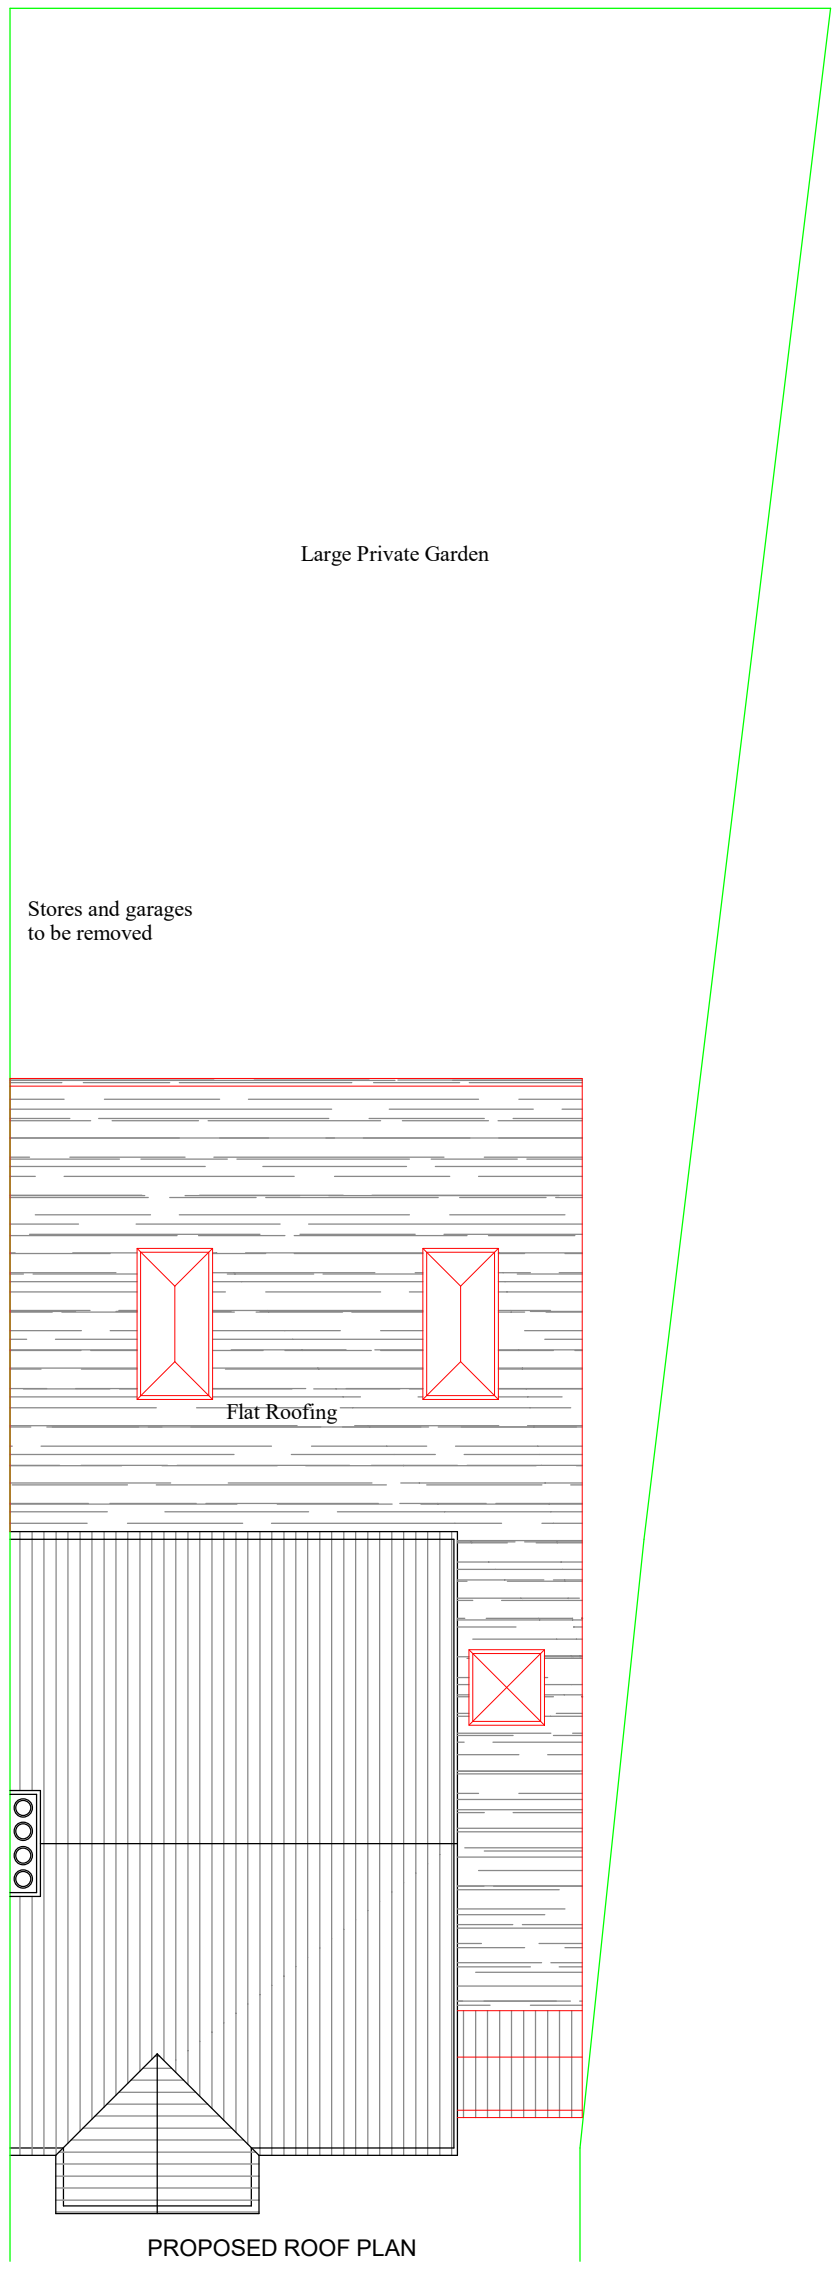 Large Private Garden
Stores and garages
to be removed
Flat Roofing
PROPOSED ROOF PLAN